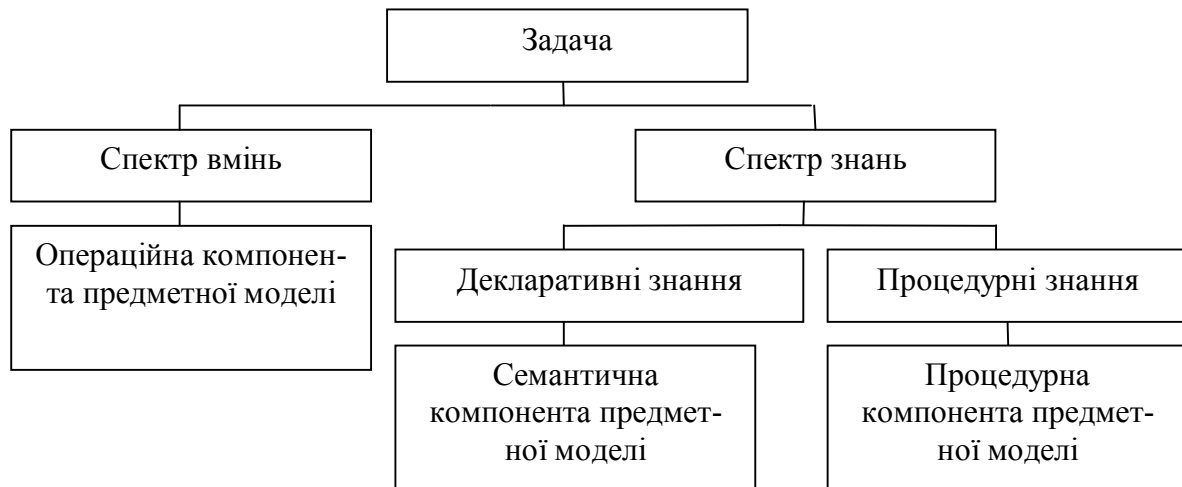 Задача
Спектр вмінь
Спектр знань
Операційна компонен-
та предметної моделі
Декларативні знання
Процедурні знання
Семантична
компонента предмет-
ної моделі
Процедурна
компонента предмет-
ної моделі